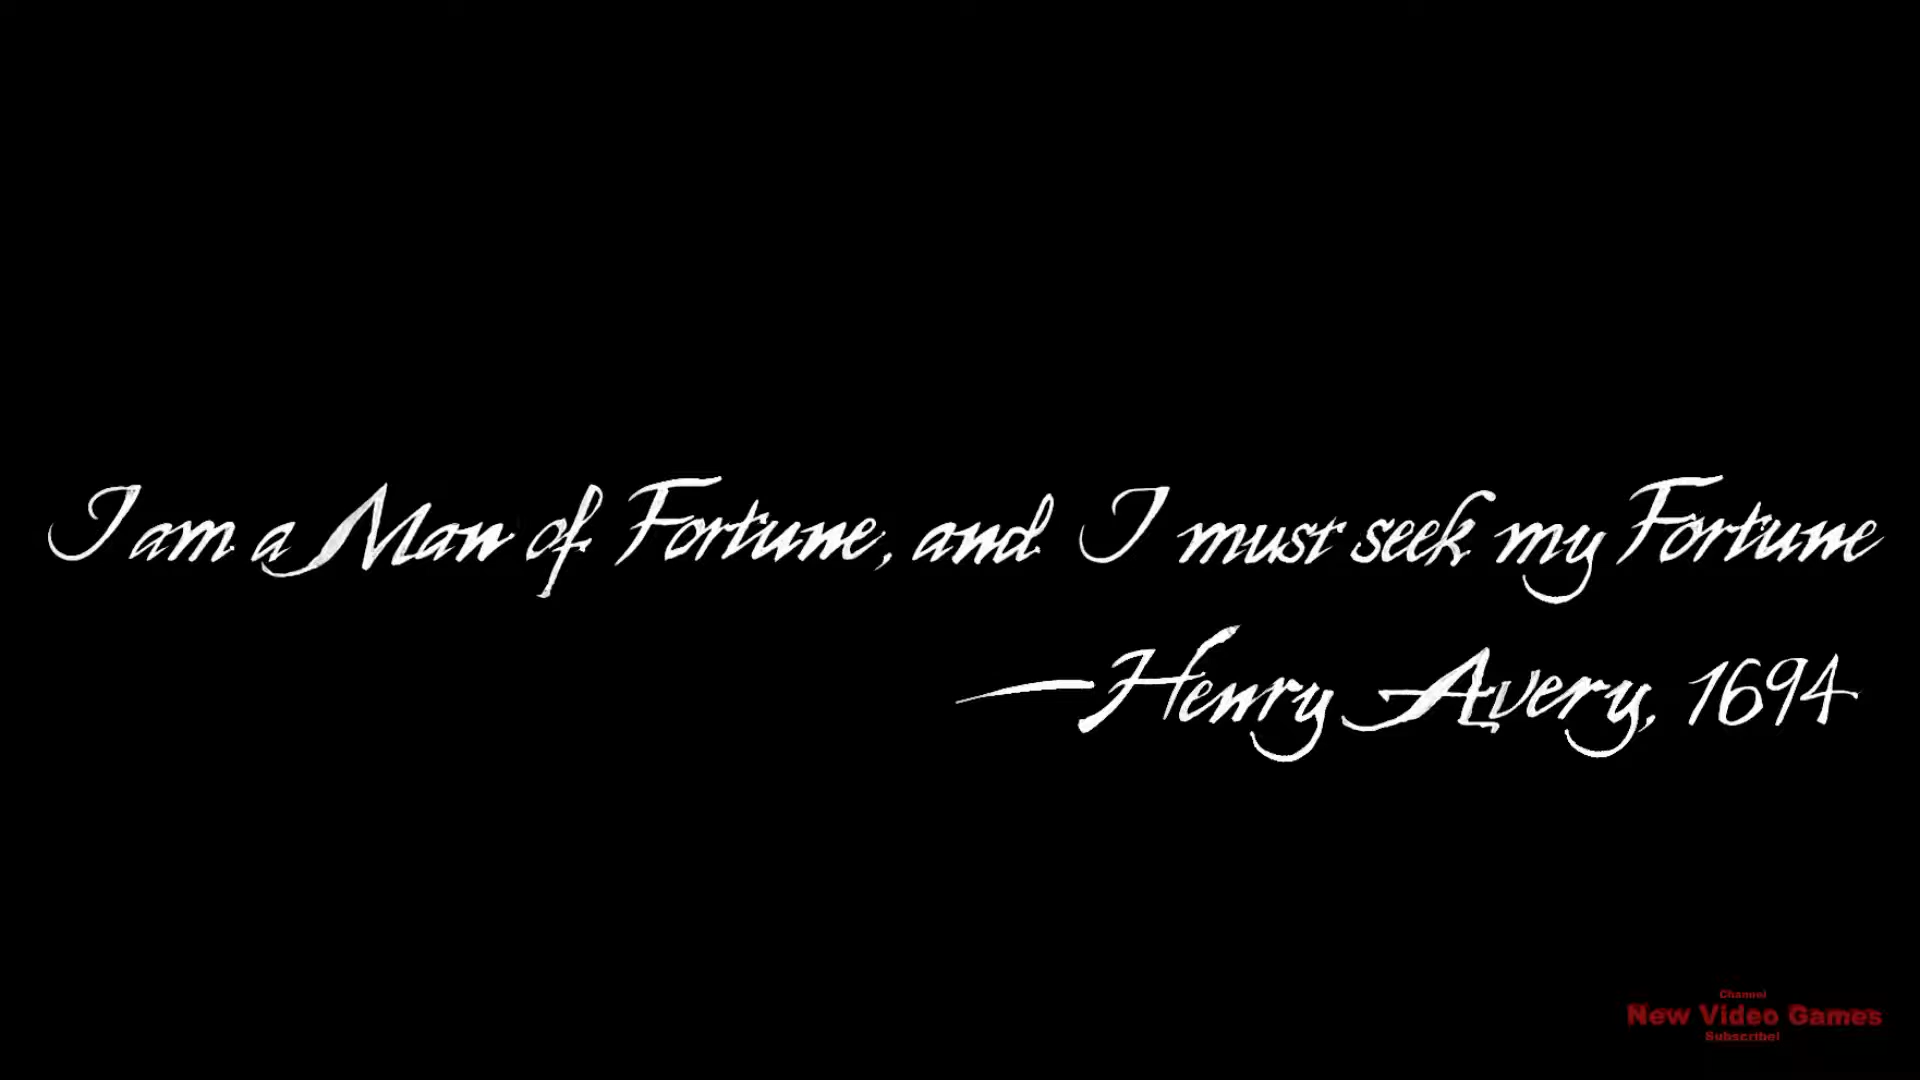 I am a Man of Fortune, and I must seek my Fortune
—Henry Avery, 1694
Channel
New Video Games
Subscribe!